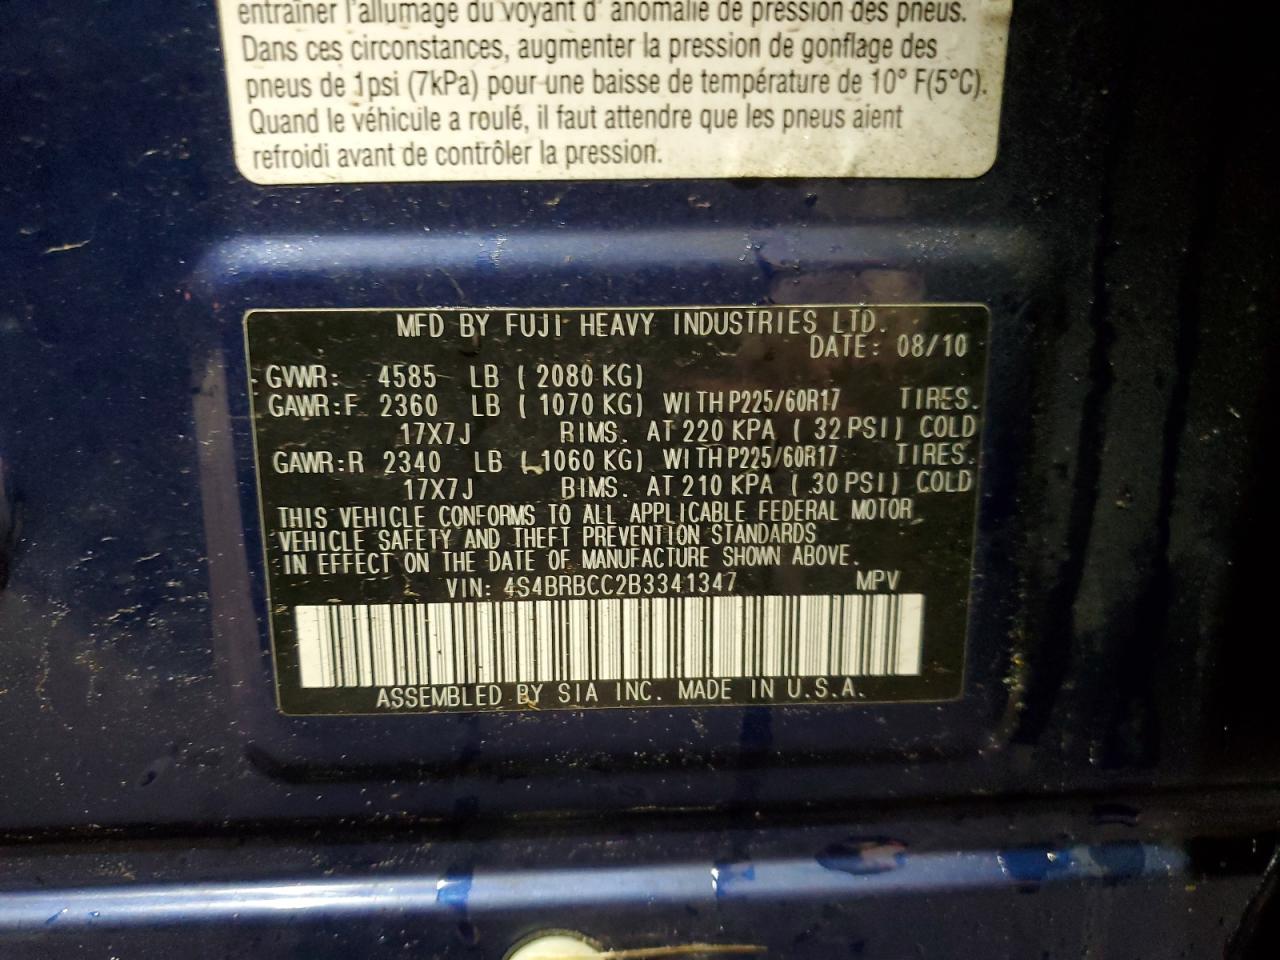 entraîner l'allumage du voyant d' anomalie de pression des pneus.
Dans ces circonstances, augmenter la pression de gonflage des
pneus de 1psi (7kPa) pour une baisse de température de 10° F(5°C).
Quand le véhicule a roulé, il faut attendre que les pneus aient
refroidi avant de contrôler la pression.
MFD BY FUJI HEAVY INDUSTRIES LTD.
DATE: 08/10
GVWR: 4585 LB ( 2080 KG)
GAWR:F 2360 LB ( 1070 KG) WITH P225/60R17 TIRES.
17X7J RIMS. AT 220 KPA ( 32 PSI) COLD
GAWR:R 2340 LB ( 1060 KG) WITH P225/60R17 TIRES.
17X7J RIMS. AT 210 KPA ( 30 PSI) COLD
THIS VEHICLE CONFORMS TO ALL APPLICABLE FEDERAL MOTOR
VEHICLE SAFETY AND THEFT PREVENTION STANDARDS
IN EFFECT ON THE DATE OF MANUFACTURE SHOWN ABOVE.
VIN: 4S4BRBCC2B3341347 MPV
ASSEMBLED BY SIA INC. MADE IN U.S.A.